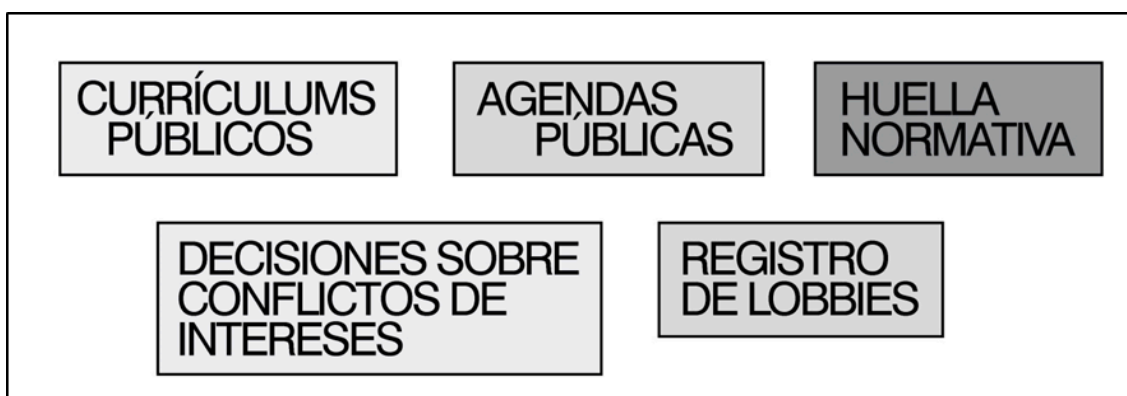 CURRÍCULUMS
PÚBLICOS
AGENDAS
PÚBLICAS
HUELLA
NORMATIVA
DECISIONES SOBRE
CONFLICTOS DE
INTERESES
REGISTRO
DE LOBBIES